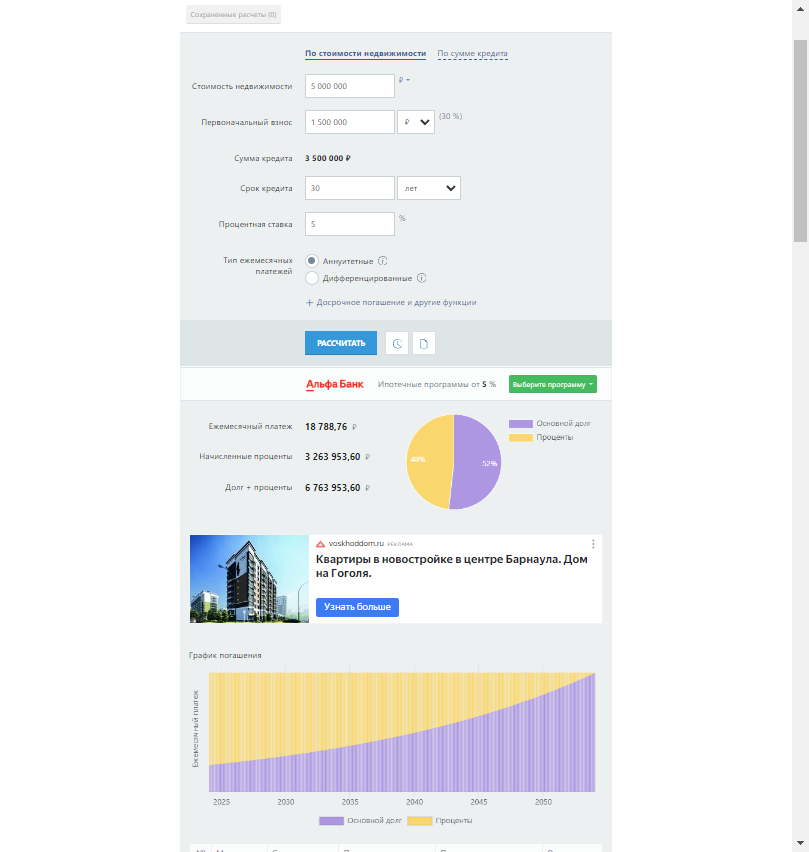 Сохраненные расчеты (0)
По стоимости недвижимости По сумме кредита
Стоимость недвижимости 5 000 000 ₽
Первоначальный взнос 1 500 000 ₽ (30 %)
Сумма кредита 3 500 000 ₽
Срок кредита 30 лет
Процентная ставка 5 %
Тип ежемесячных платежей
Аннуитетные
Дифференцированные
+ Досрочное погашение и другие функции
РАССЧИТАТЬ
Альфа Банк Ипотечные программы от 5 % Выберите программу
Ежемесячный платеж 18 788,76 ₽
Начисленные проценты 3 263 953,60 ₽
Долг + проценты 6 763 953,60 ₽
48%
52%
Основной долг
Проценты
voskhoddom.ru РЕКЛАМА
Квартиры в новостройке в центре Барнаула. Дом
на Гоголя.
Узнать больше
График погашения
Ежемесячный платеж
2025 2030 2035 2040 2045 2050
Основной долг Проценты